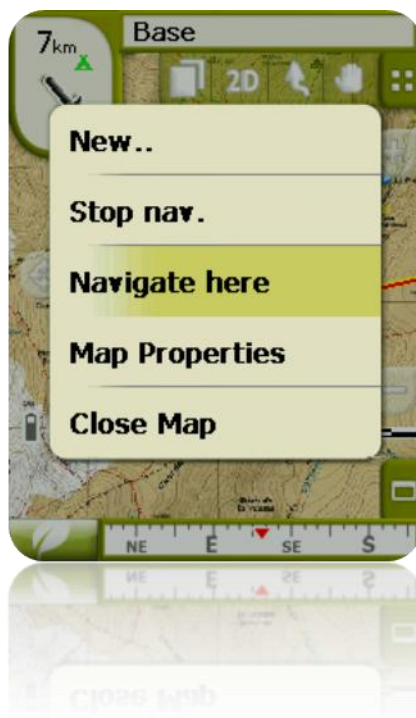 7km
Base
2D
New..
Stop nav.
Navigate here
Map Properties
Close Map
NE E SE S